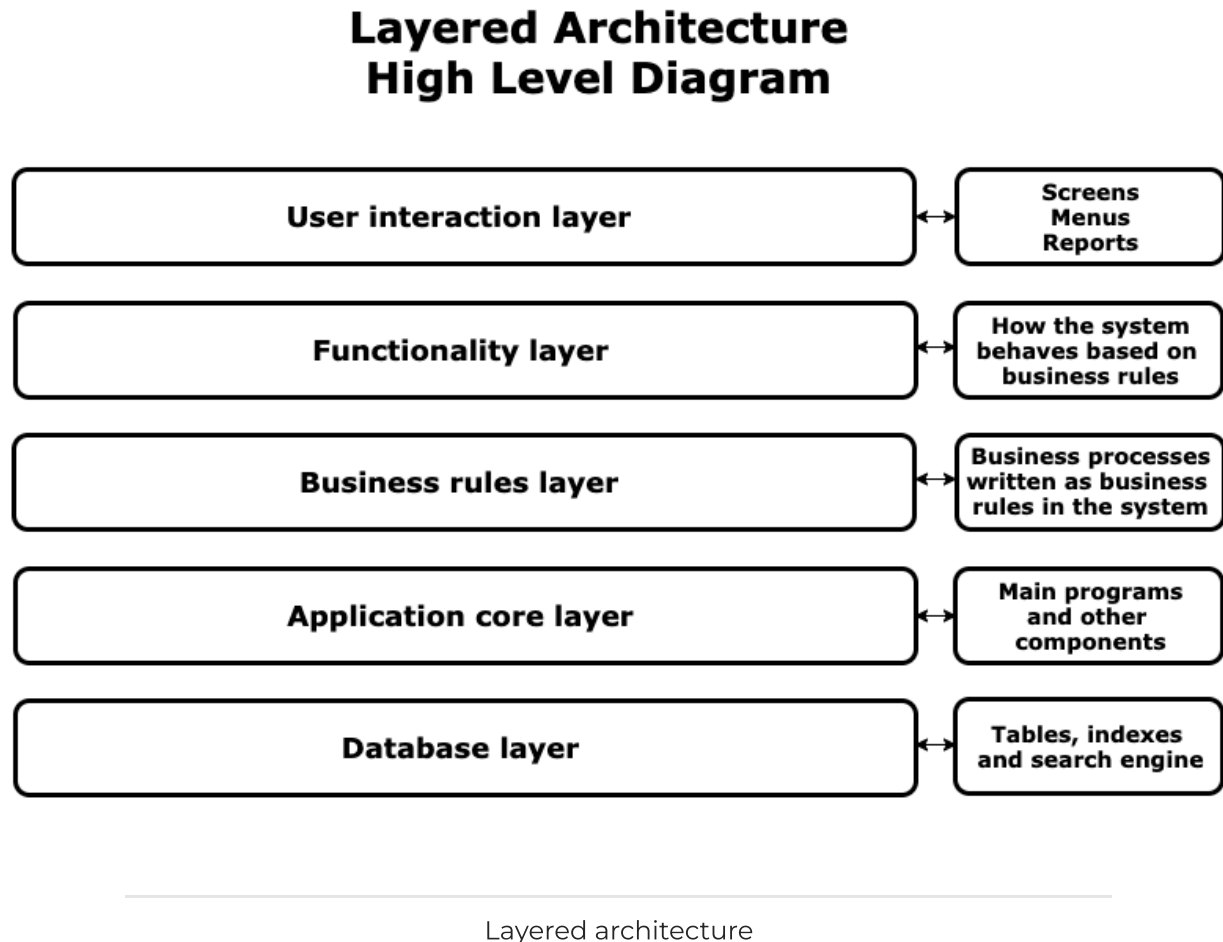 Layered Architecture
High Level Diagram
User interaction layer
Screens
Menus
Reports
Functionality layer
How the system
behaves based on
business rules
Business rules layer
Business processes
written as business
rules in the system
Application core layer
Main programs
and other
components
Database layer
Tables, indexes
and search engine
Layered architecture